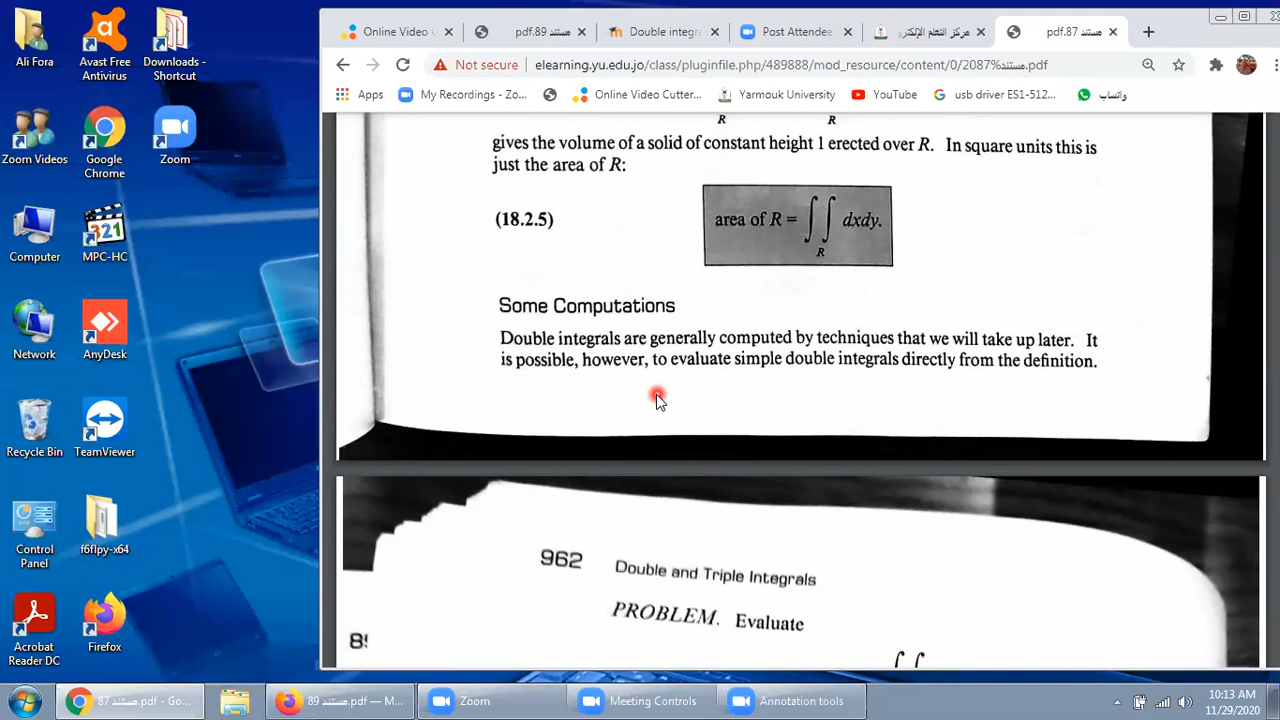 Online Video
89.pdf مستند
Double integr
Post Attende
مركز التعلم الإلكتر
87.pdf مستند
Not secure
elearning.yu.edu.jo/class/pluginfile.php/489888/mod_resource/content/0/2087%مستند.pdf
Apps
My Recordings - Zo...
Online Video Cutter...
Yarmouk University
YouTube
usb driver ES1-512...
واتساب
Ali Fora
Avast Free Antivirus
Downloads - Shortcut
Zoom Videos
Google Chrome
Zoom
Computer
MPC-HC
Network
AnyDesk
Recycle Bin
TeamViewer
Control Panel
f6flpy-x64
Acrobat Reader DC
Firefox
R R
gives the volume of a solid of constant height 1 erected over R. In square units this is
just the area of R:
(18.2.5) area of R = ∫∫ dxdy.
R
Some Computations
Double integrals are generally computed by techniques that we will take up later. It
is possible, however, to evaluate simple double integrals directly from the definition.
962 Double and Triple Integrals
PROBLEM. Evaluate
∫∫
87 مستند.pdf - Go...
89 مستند.pdf — M...
Zoom
Meeting Controls
Annotation tools
10:13 AM
11/29/2020